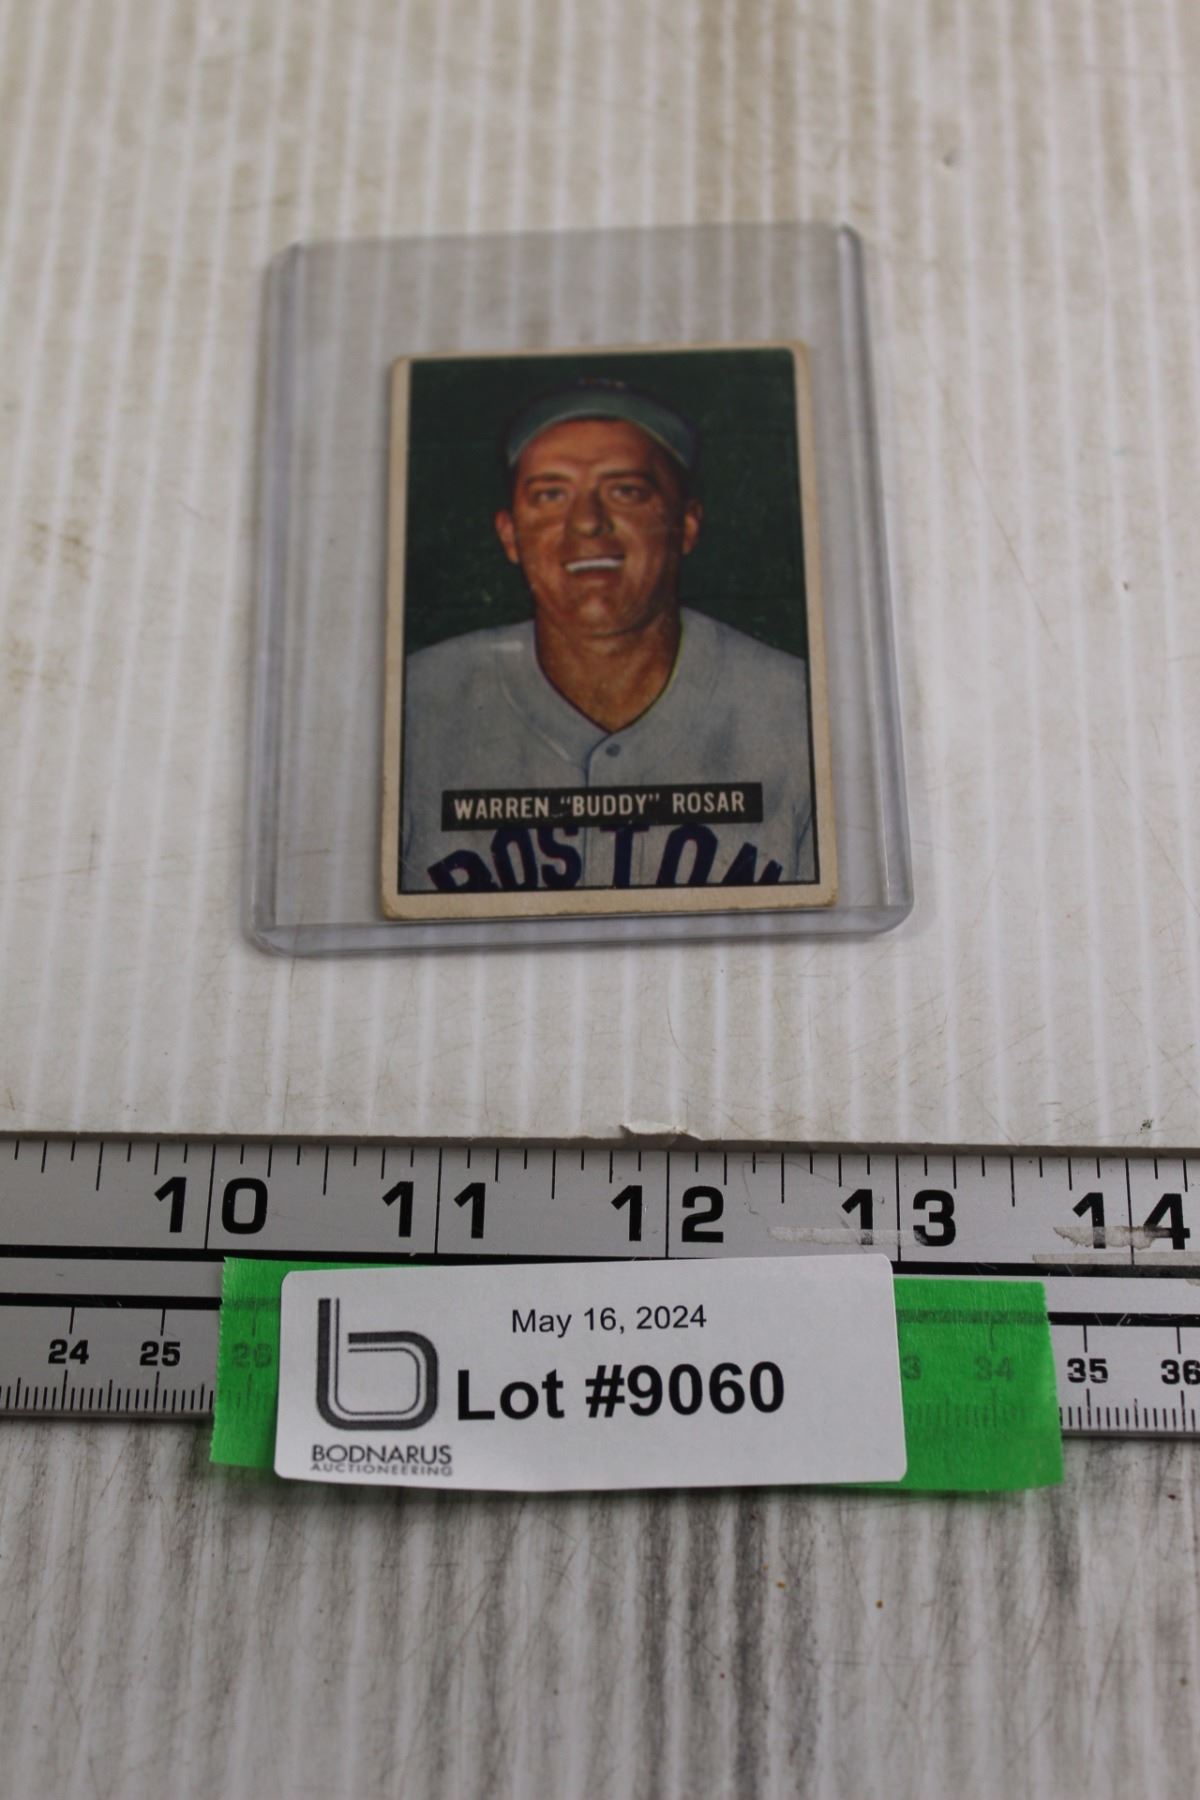 WARREN "BUDDY" ROSAR
BOSTON
10 11 12 13 14
24 25 26 34 35 36
May 16, 2024
Lot #9060
BODNARUS
AUCTIONEERING